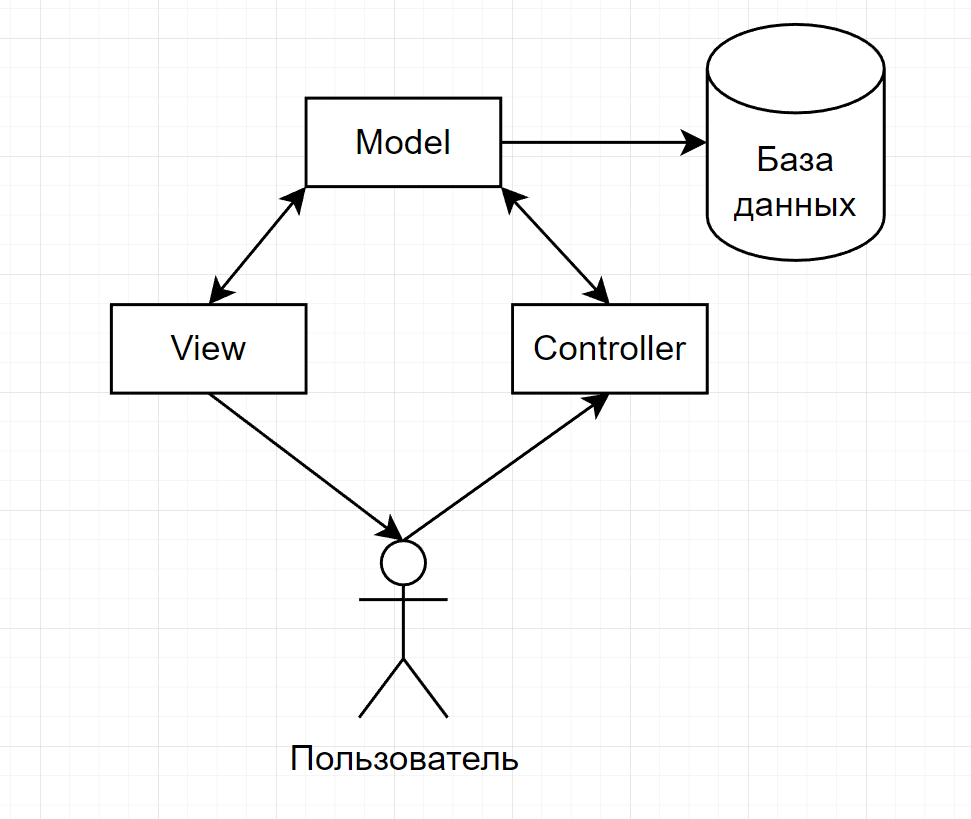 Model
База
данных
View
Controller
Пользователь